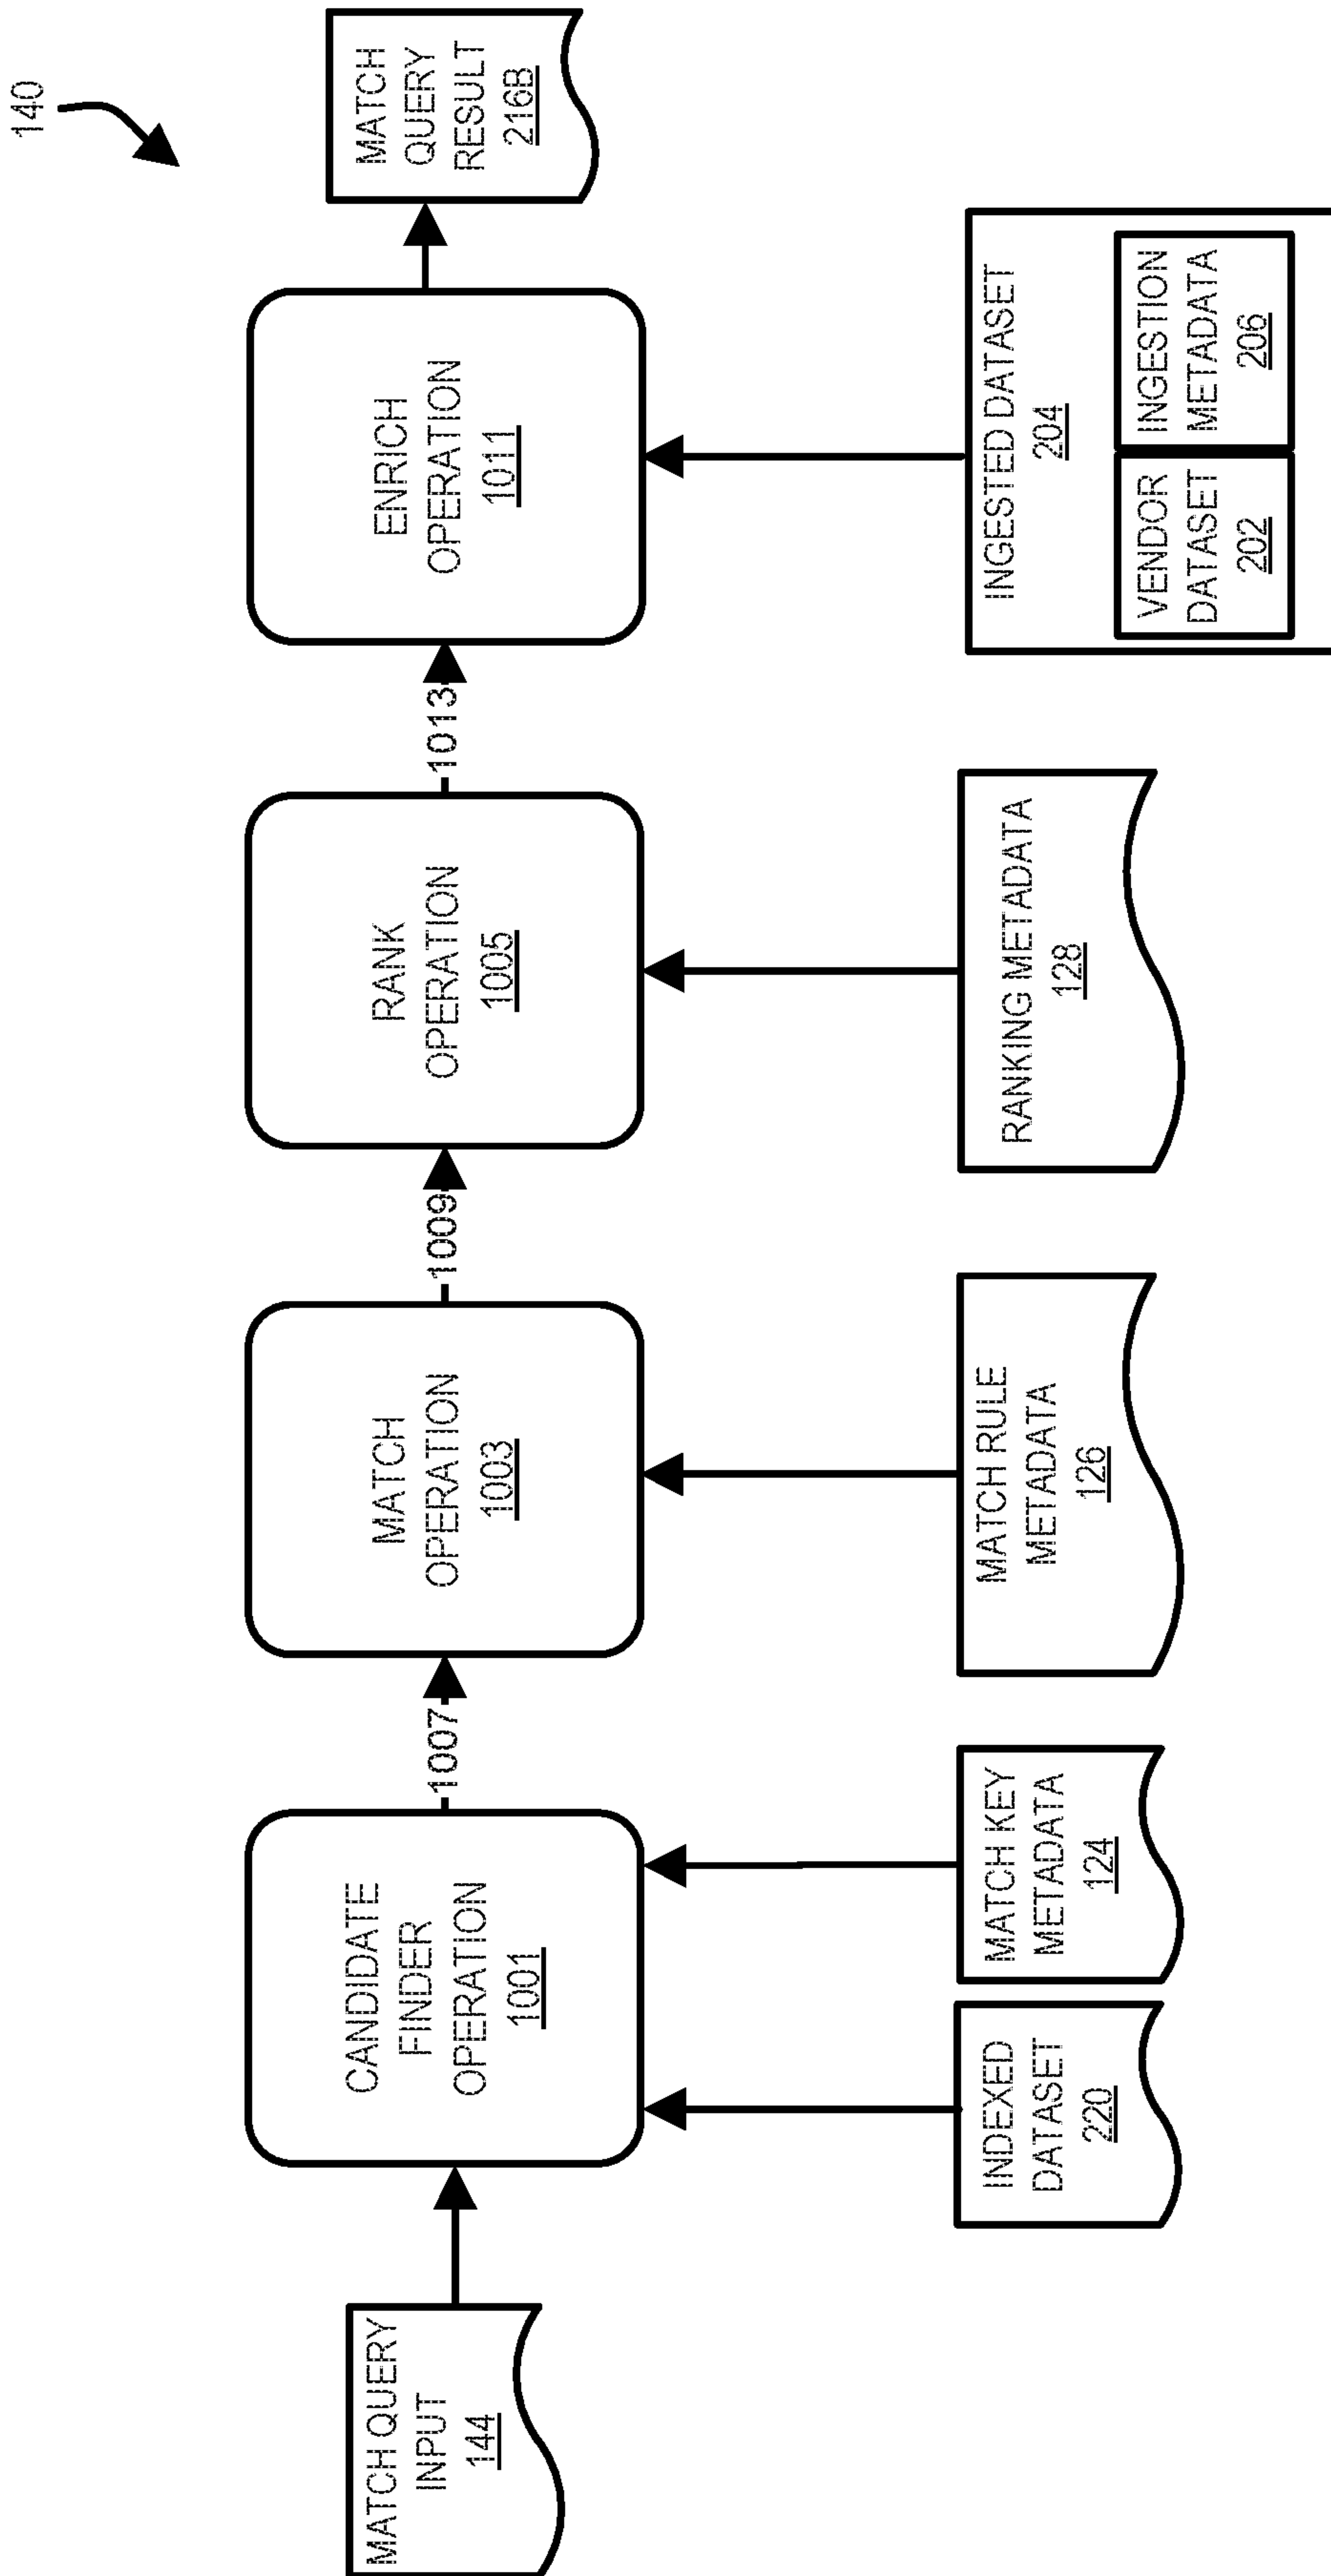 140
MATCH QUERY
INPUT
144
CANDIDATE
FINDER
OPERATION
1001
1007
MATCH
OPERATION
1003
1009
RANK
OPERATION
1005
1013
ENRICH
OPERATION
1011
MATCH
QUERY
RESULT
216B
INDEXED
DATASET
220
MATCH KEY
METADATA
124
MATCH RULE
METADATA
126
RANKING METADATA
128
INGESTED DATASET
204
VENDOR
DATASET
202
INGESTION
METADATA
206